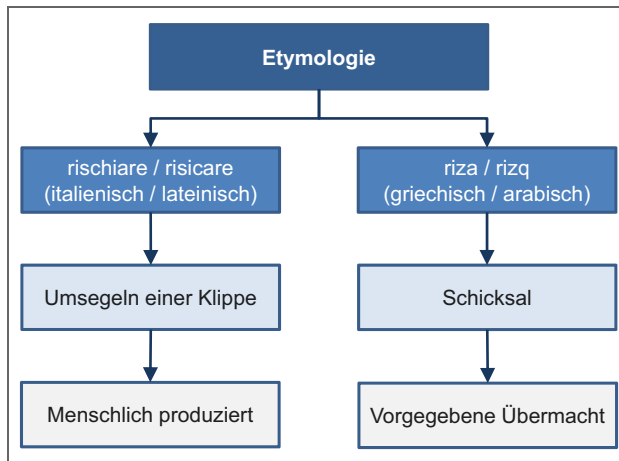 Etymologie
rischiare / risicare
(italienisch / lateinisch)
riza / rizq
(griechisch / arabisch)
Umsegeln einer Klippe
Schicksal
Menschlich produziert
Vorgegebene Übermacht